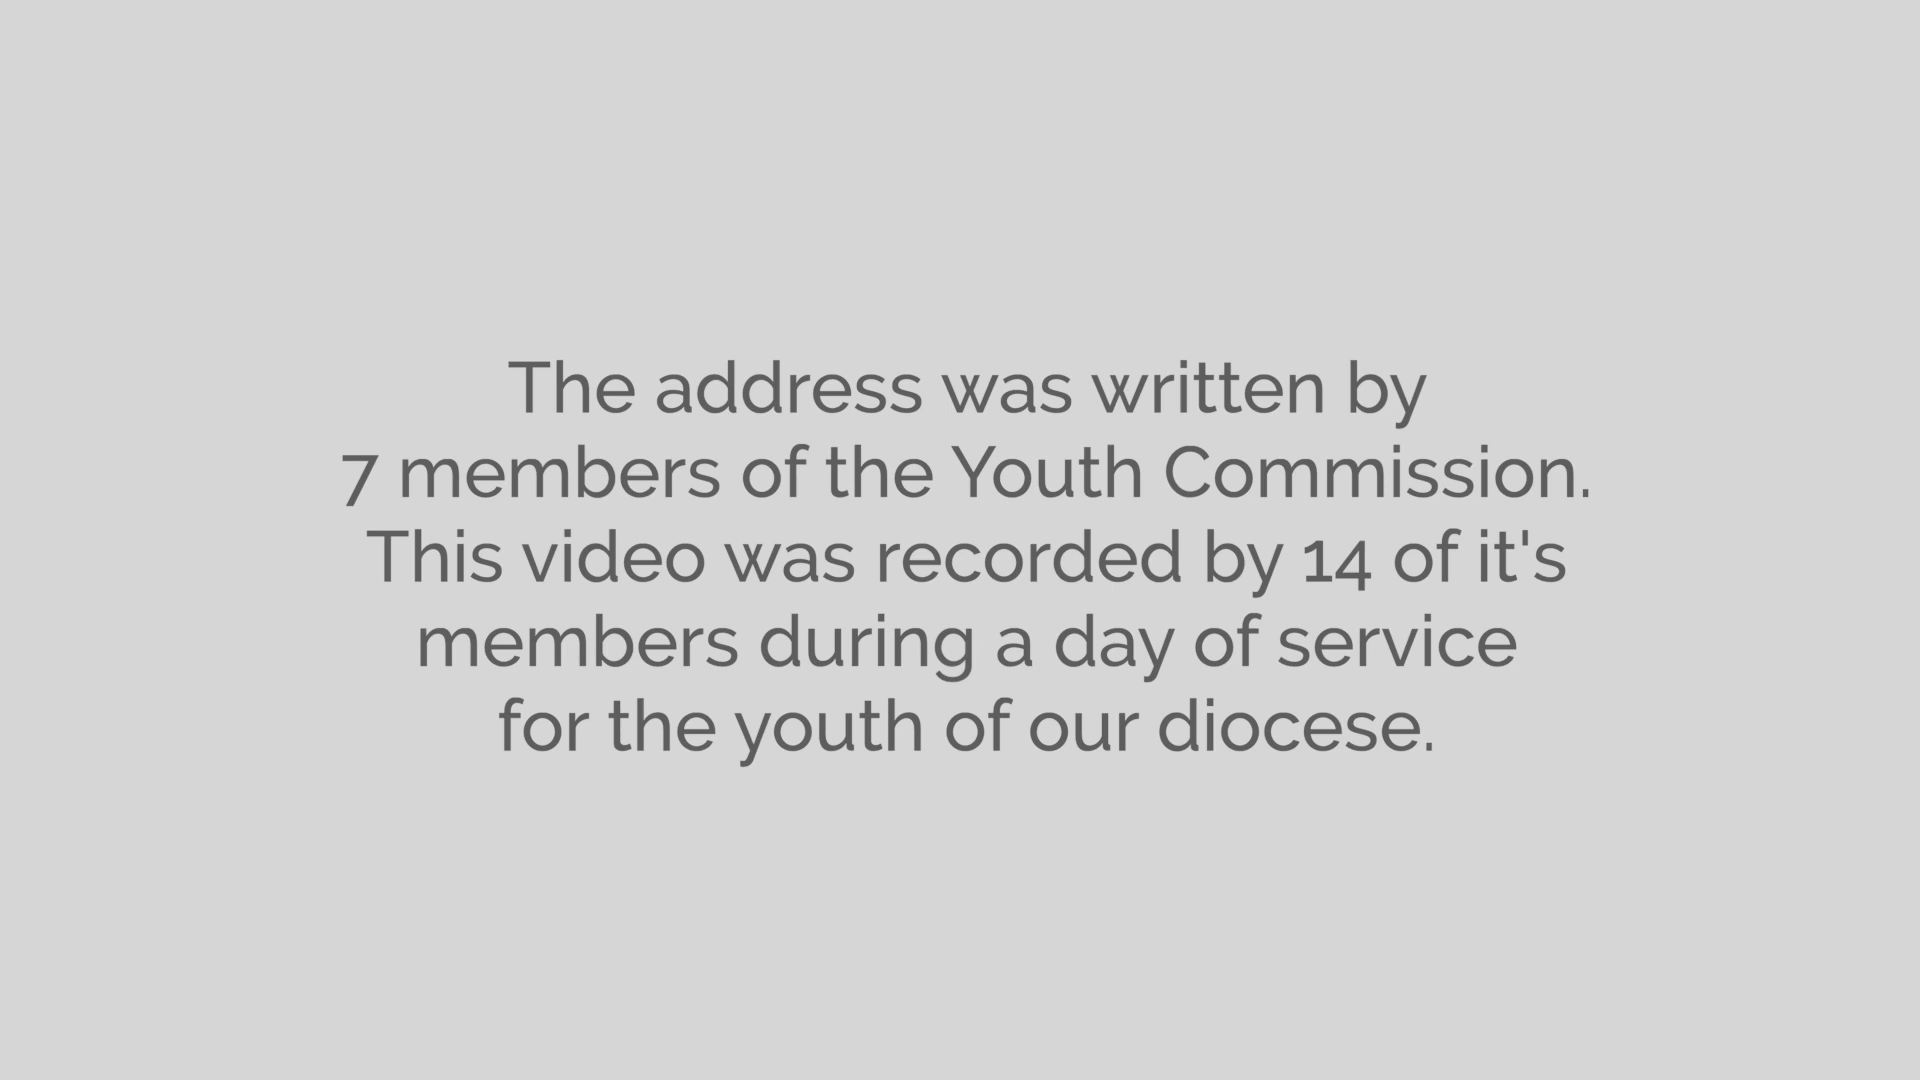 The address was written by
7 members of the Youth Commission.
This video was recorded by 14 of it's
members during a day of service
for the youth of our diocese.